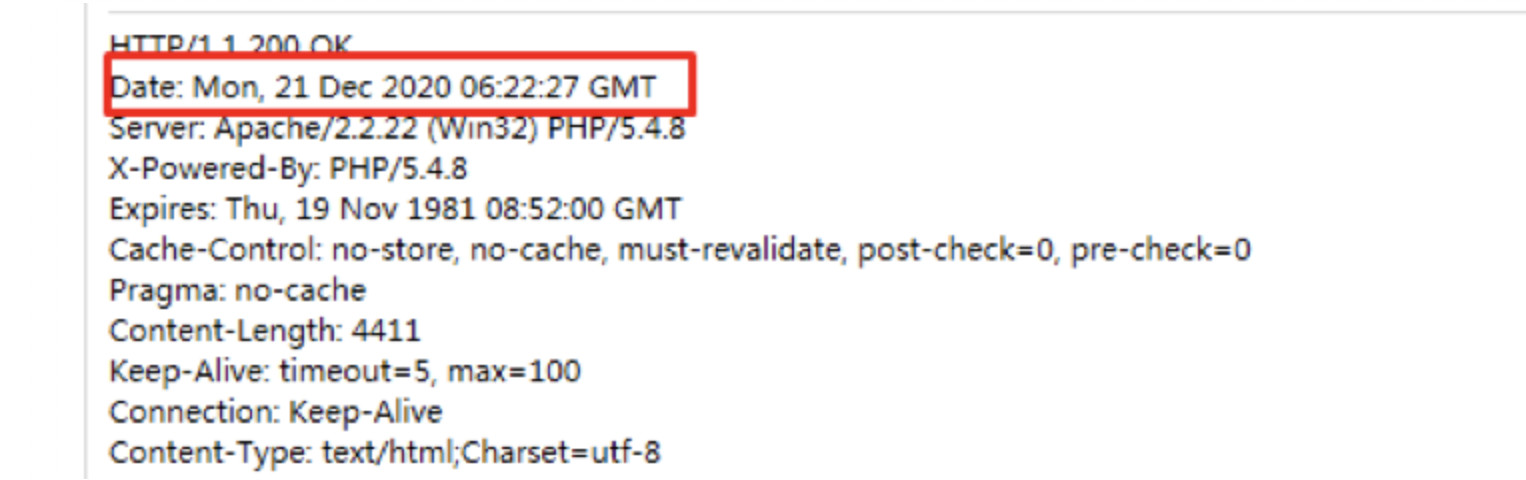 HTTP/1.1 200 OK
Date: Mon, 21 Dec 2020 06:22:27 GMT
Server: Apache/2.2.22 (Win32) PHP/5.4.8
X-Powered-By: PHP/5.4.8
Expires: Thu, 19 Nov 1981 08:52:00 GMT
Cache-Control: no-store, no-cache, must-revalidate, post-check=0, pre-check=0
Pragma: no-cache
Content-Length: 4411
Keep-Alive: timeout=5, max=100
Connection: Keep-Alive
Content-Type: text/html;Charset=utf-8